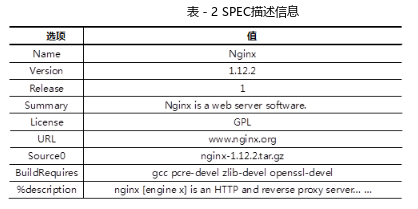 表 - 2 SPEC描述信息
选项 值
Name Nginx
Version 1.12.2
Release 1
Summary Nginx is a web server software.
License GPL
URL www.nginx.org
Source0 nginx-1.12.2.tar.gz
BuildRequires gcc pcre-devel zlib-devel openssl-devel
%description nginx [engine x] is an HTTP and reverse proxy server... ...